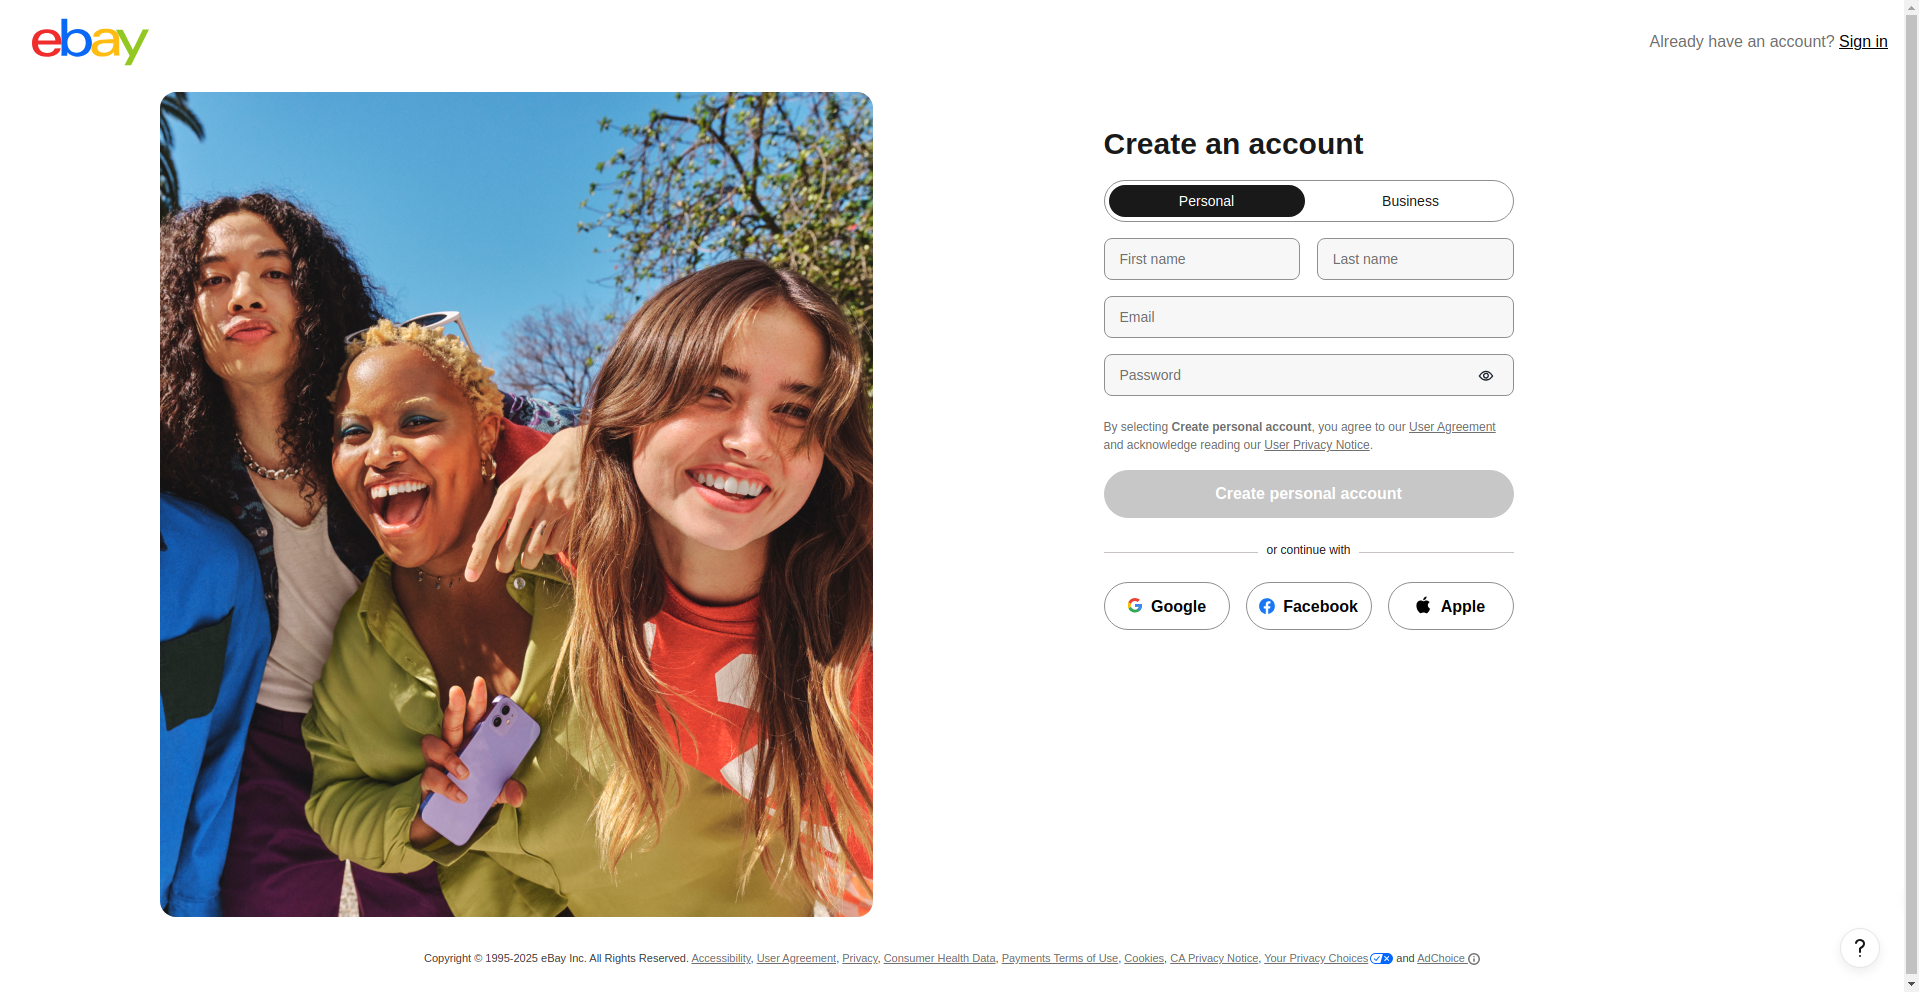 ebay
Already have an account? Sign in
Create an account
Personal
Business
First name
Last name
Email
Password
By selecting Create personal account, you agree to our User Agreement
and acknowledge reading our User Privacy Notice.
Create personal account
or continue with
Google
Facebook
Apple
?
Copyright © 1995-2025 eBay Inc. All Rights Reserved. Accessibility, User Agreement, Privacy, Consumer Health Data, Payments Terms of Use, Cookies, CA Privacy Notice, Your Privacy Choices and AdChoice